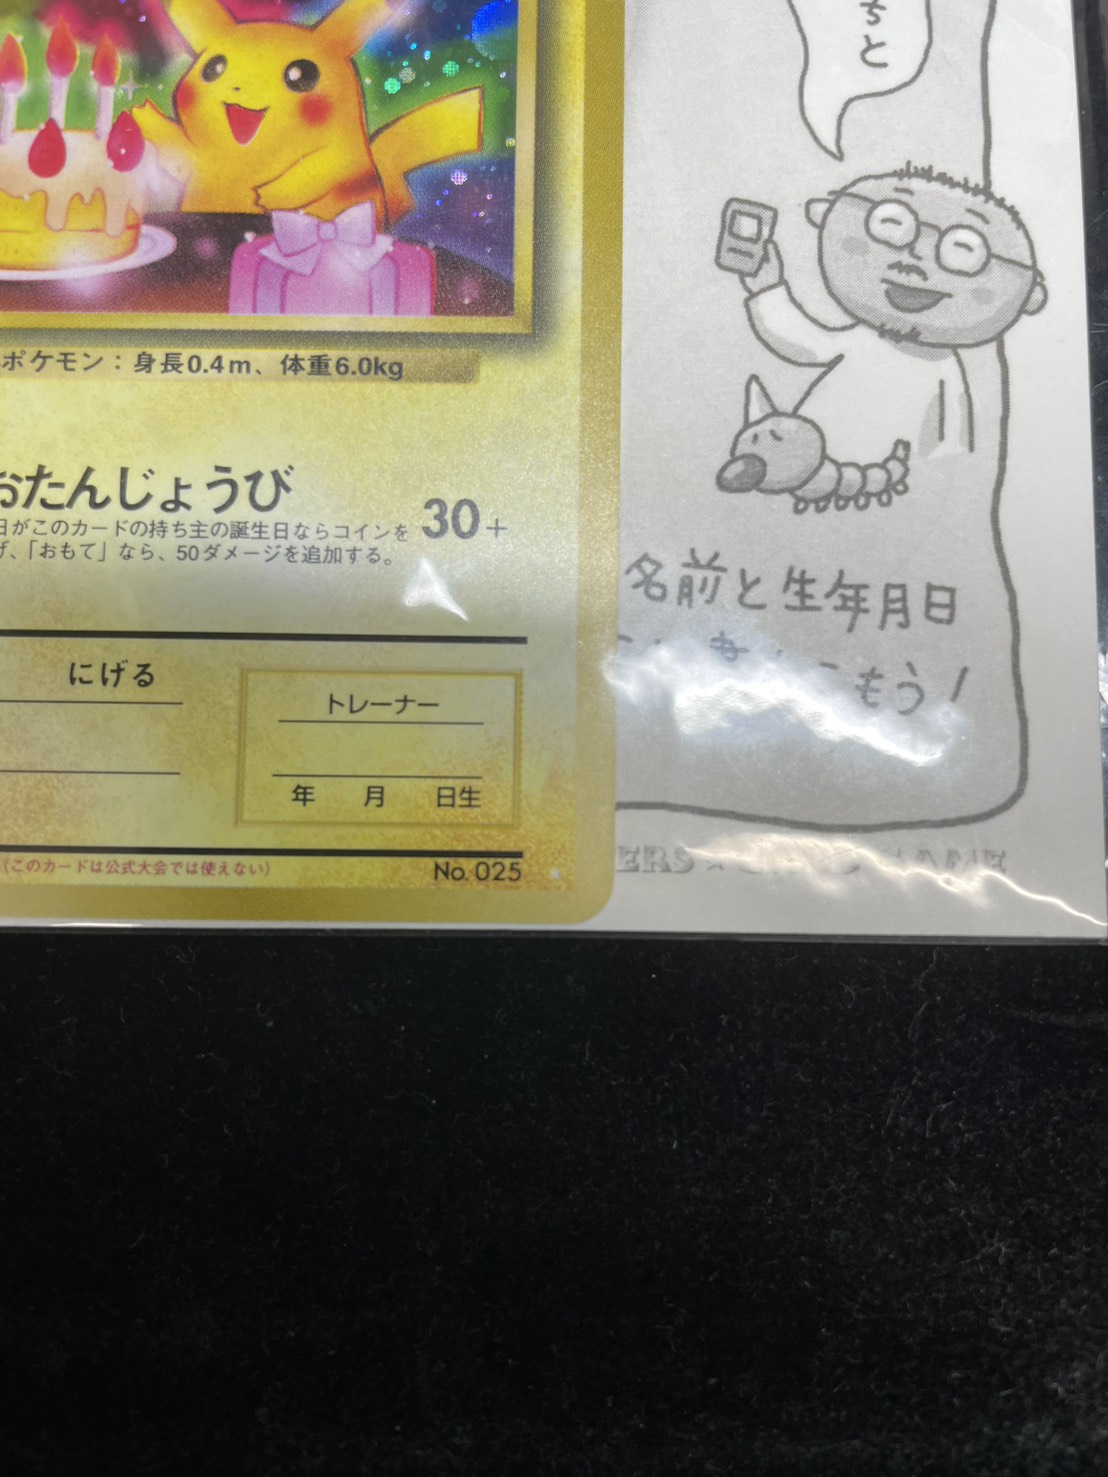 ちと
ポケモン：身長0.4m、体重6.0kg
おたんじょうび
30+
日がこのカードの持ち主の誕生日ならコインを
げ、「おもて」なら、50ダメージを追加する。
名前と生年月日
もう！
にげる
トレーナー
年 月 日生
(このカードは公式大会では使えない)
No. 025
ERS ☆ GAME